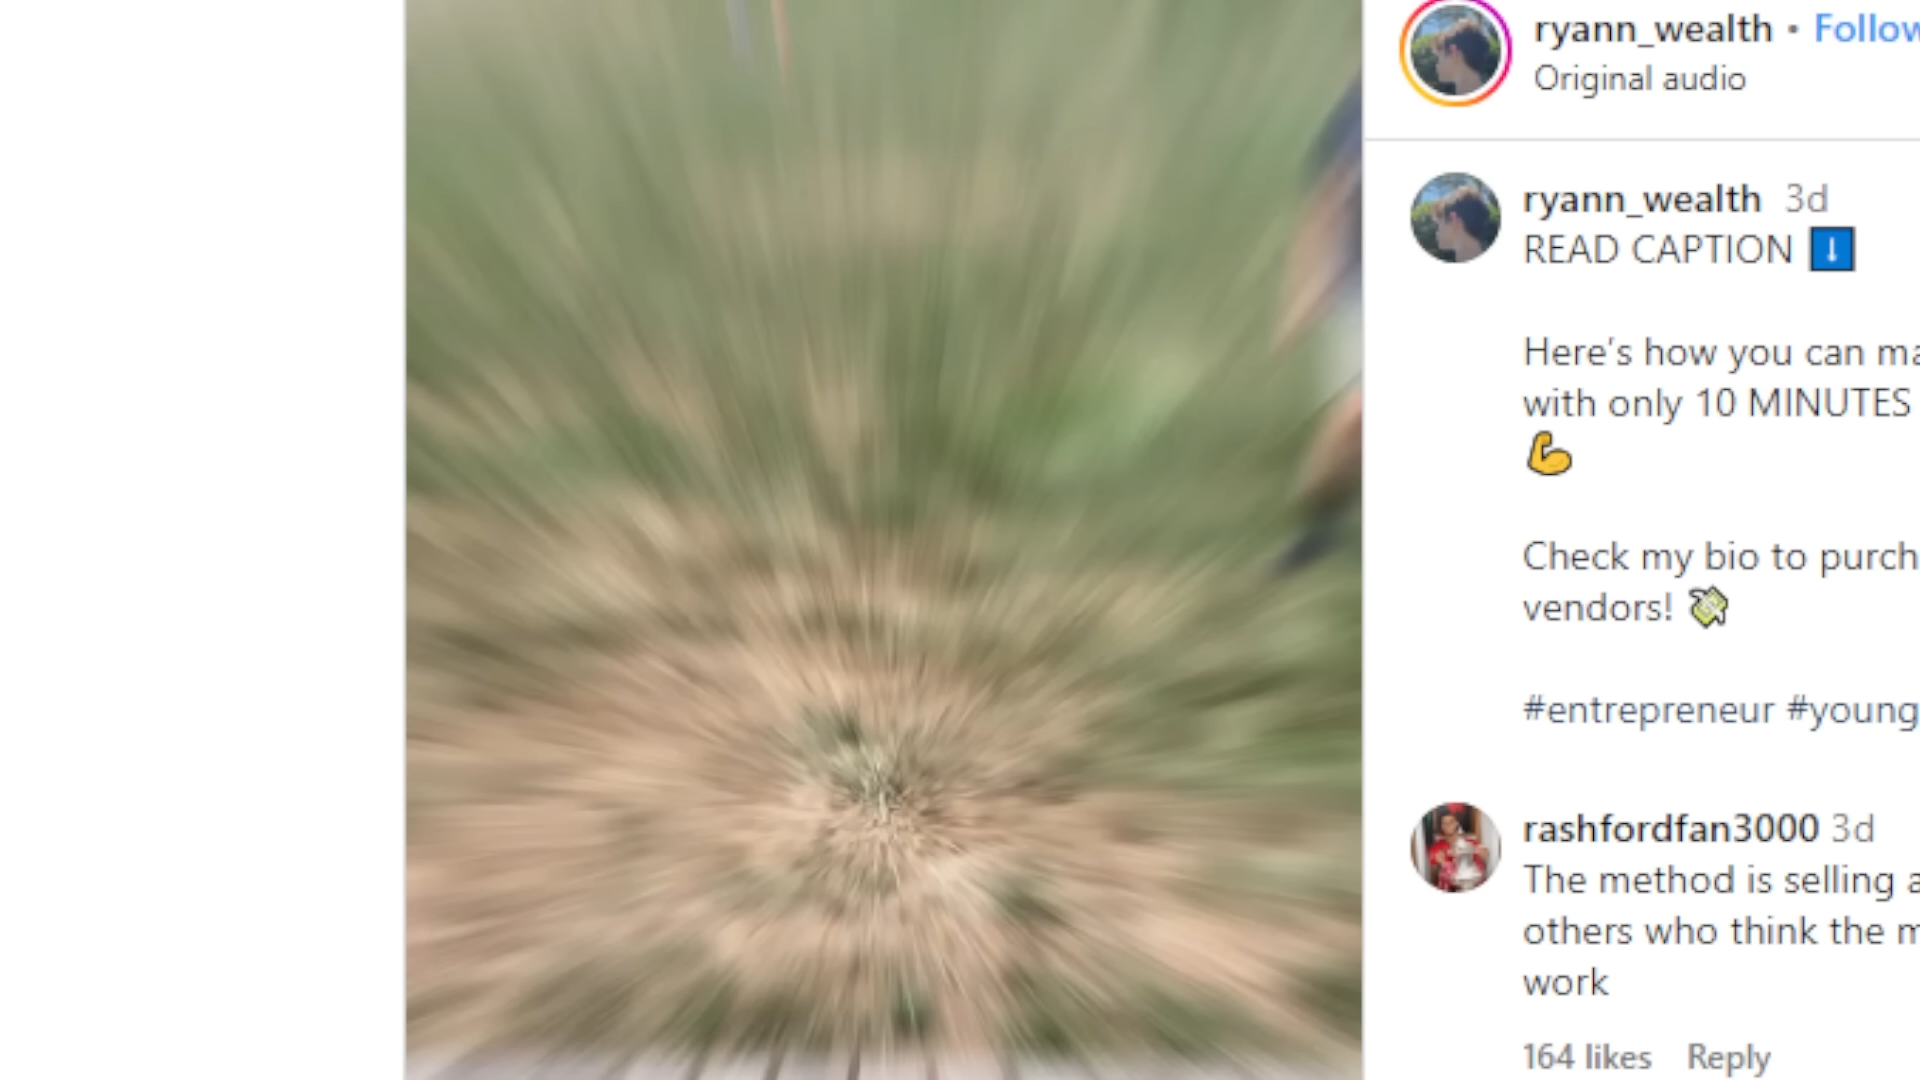 ryann_wealth • Follow
Original audio
ryann_wealth 3d
READ CAPTION ⬇️
Here's how you can
with only 10 MINUTES
💪
Check my bio to
vendors! 💸
#entrepreneur #young
rashfordfan3000 3d
The method is selling
others who think the
work
164 likes Reply